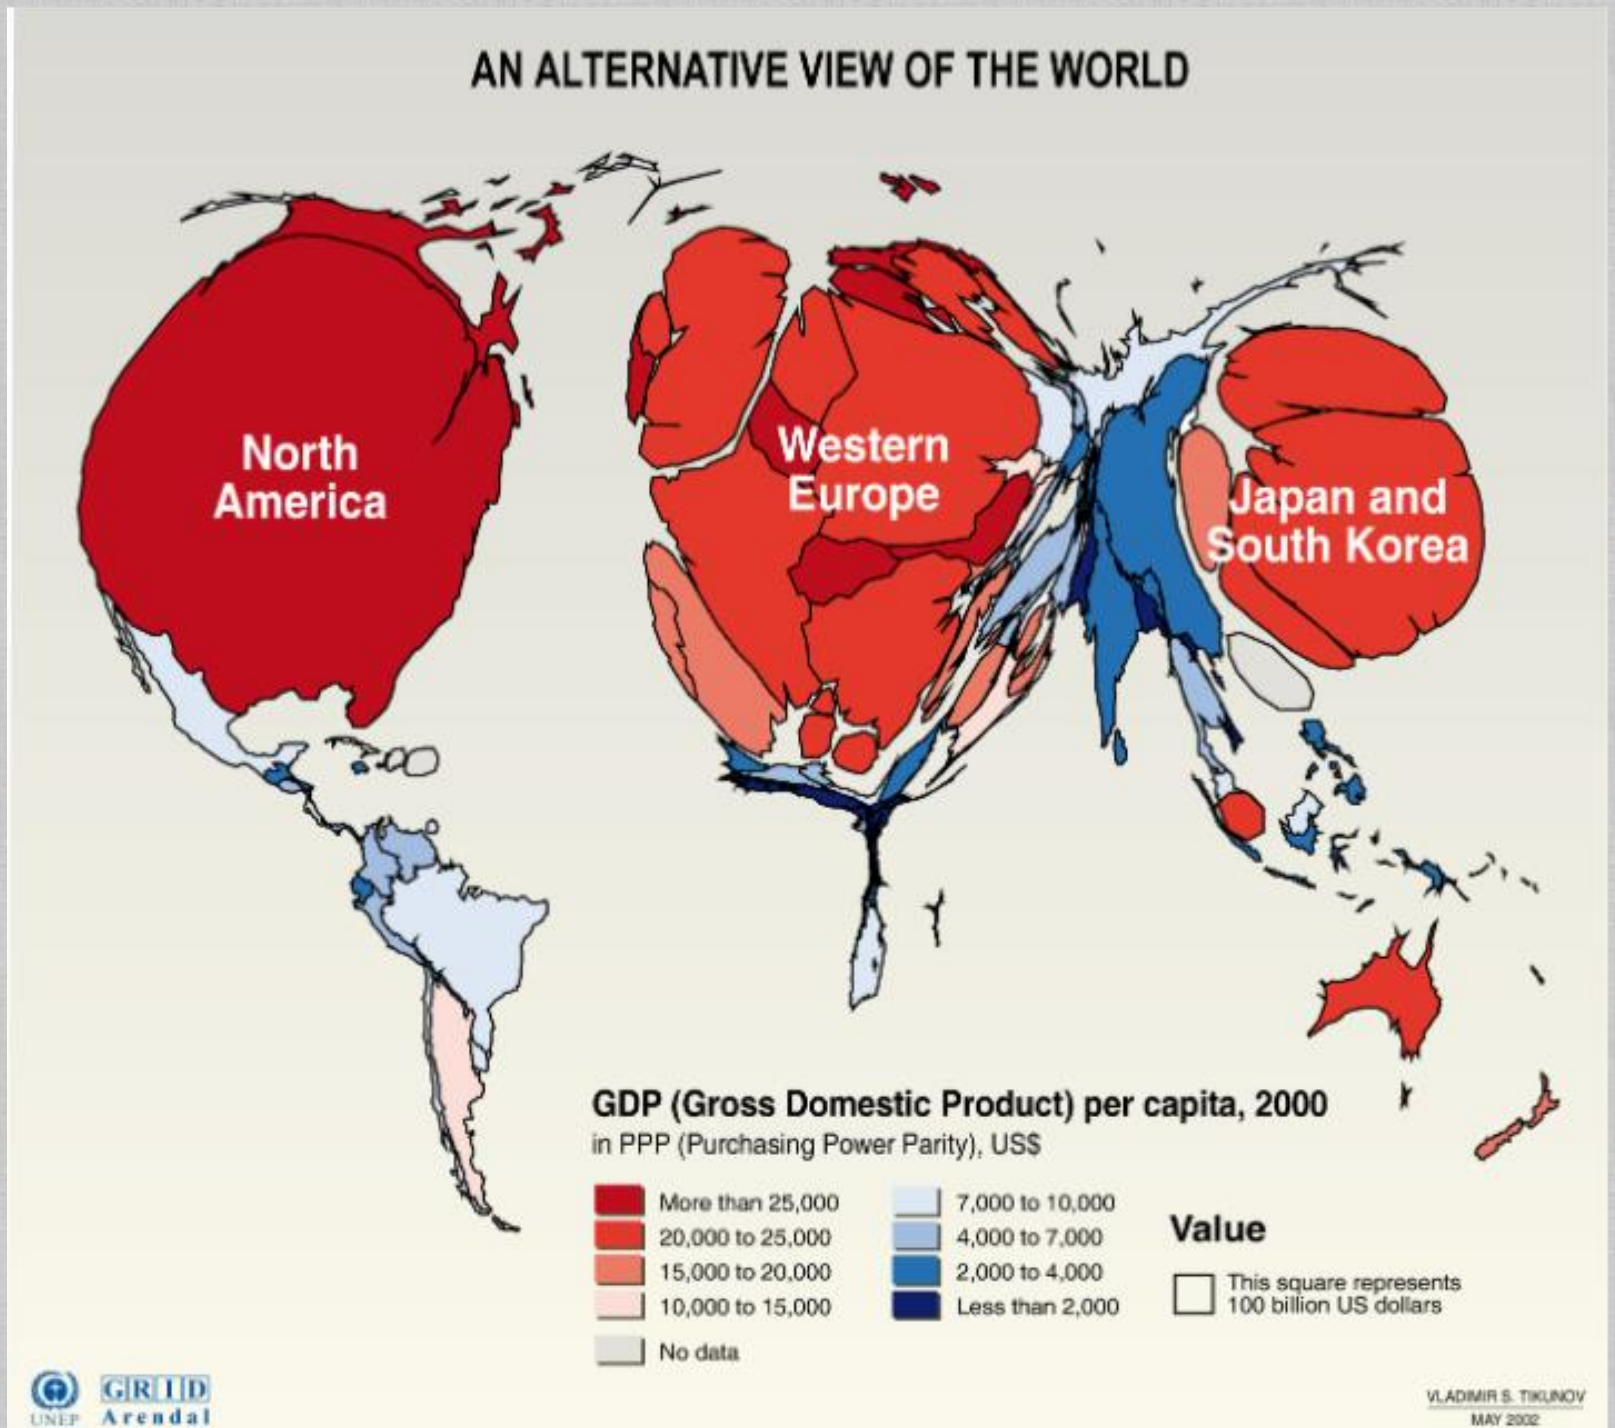 AN ALTERNATIVE VIEW OF THE WORLD
North
America
Western
Europe
Japan and
South Korea
GDP (Gross Domestic Product) per capita, 2000
in PPP (Purchasing Power Parity), US$
More than 25,000
20,000 to 25,000
15,000 to 20,000
10,000 to 15,000
No data
7,000 to 10,000
4,000 to 7,000
2,000 to 4,000
Less than 2,000
Value
This square represents
100 billion US dollars
UNEP
GRID
Arendal
VLADIMIR S. TIKUNOV
MAY 2002